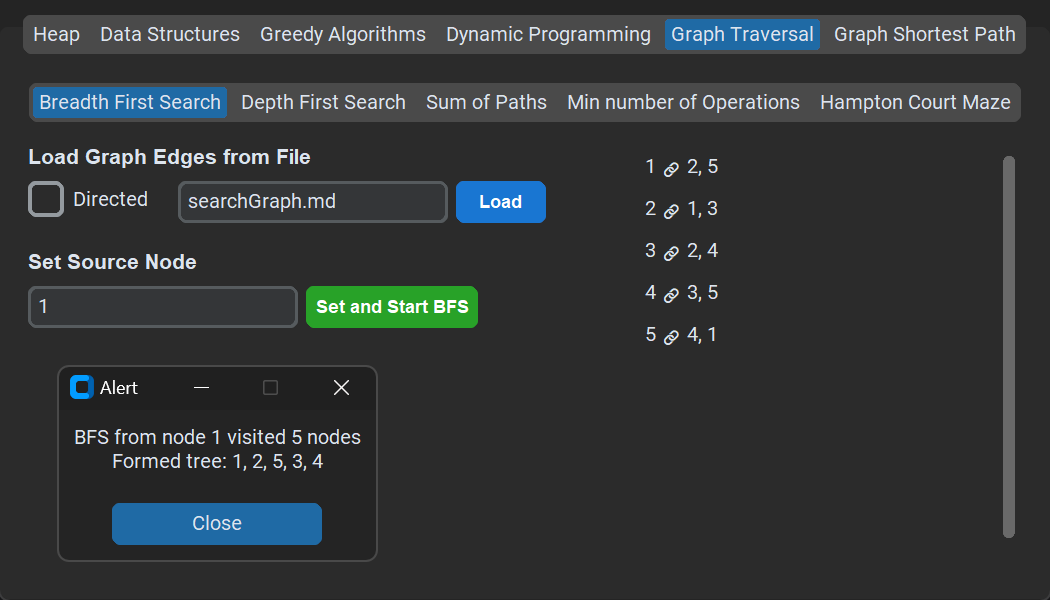 Heap Data Structures Greedy Algorithms Dynamic Programming Graph Traversal Graph Shortest Path
Breadth First Search Depth First Search Sum of Paths Min number of Operations Hampton Court Maze
Load Graph Edges from File
Directed searchGraph.md Load
Set Source Node
1 Set and Start BFS
Alert
BFS from node 1 visited 5 nodes
Formed tree: 1, 2, 5, 3, 4
Close
1 🔗 2, 5
2 🔗 1, 3
3 🔗 2, 4
4 🔗 3, 5
5 🔗 4, 1